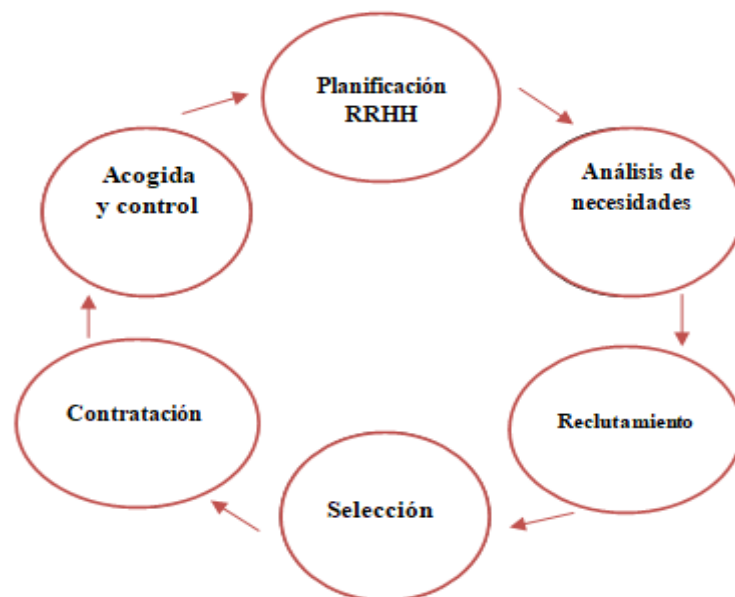 Planificación
RRHH
Análisis de
necesidades
Reclutamiento
Selección
Contratación
Acogida
y control